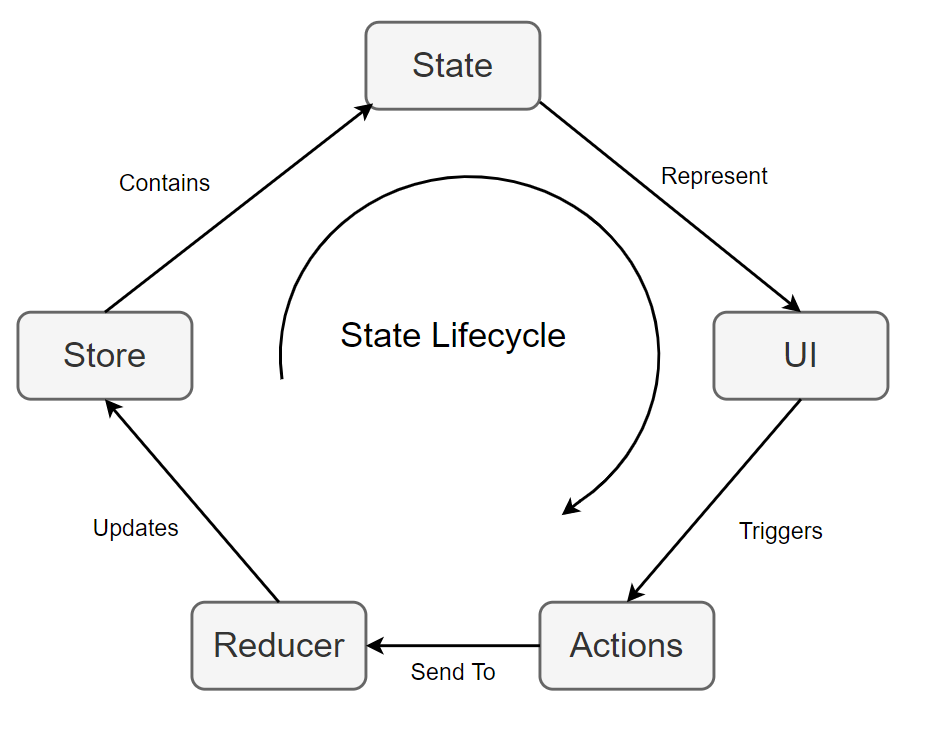 State
Contains
Represent
State Lifecycle
Store
UI
Updates
Triggers
Reducer
Send To
Actions